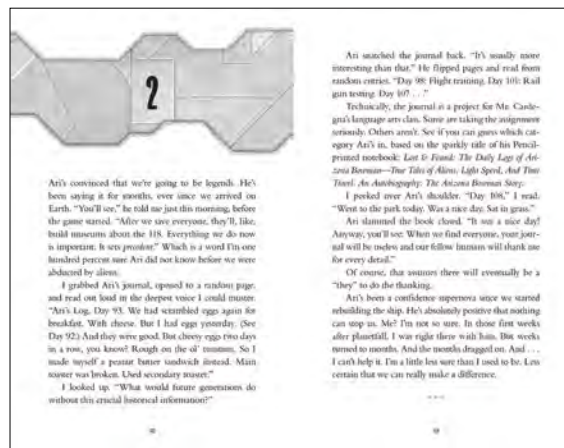 2
Ari's convinced that we're going to be legends. He's
been saying it for months, ever since we arrived on
Earth. "You'll see," he told me just this morning, before
the game started. "After we save everyone, they'll, like,
build museums about the 118. Everything we do now
is important. It sets precedent." Which is a word I'm one
hundred percent sure Ari did not know before we were
abducted by aliens.
I grabbed Ari's journal, opened to a random page,
and read out loud in the deepest voice I could muster.
"Ari's Log, Day 93. We had scrambled eggs again for
breakfast. With cheese. But I had eggs yesterday. (See
Day 92.) And they were good. But cheesy eggs two days
in a row, you know? Rough on the ol' tumtum. So I
made myself a peanut butter sandwich instead. Main
toaster was broken. Used secondary toaster."
I looked up. "What would future generations do
without this crucial historical information?"
Ari snatched the journal back. "It's usually more
interesting than that." He flipped pages and read from
random entries. "Day 98: Flight training. Day 101: Rail
gun testing. Day 107 . . ."
Technically, the journal is a project for Mr. Carde-
gna's language arts class. Some are taking the assignment
seriously. Others aren't. See if you can guess which cat-
egory Ari's in, based on the sparkly title of his Pencil-
printed notebook: Lost & Found: The Daily Logs of Ari-
zona Bowman—True Tales of Aliens, Light Speed, And Time
Travel. An Autobiography: The Arizona Bowman Story.
I peeked over Ari's shoulder. "Day 106," I read.
"Went to the park today. Was a nice day. Sat in grass."
Ari slammed the book closed. "It was a nice day!
Anyway, you'll see: When we find everyone, your jour-
nal will be useless and our fellow humans will thank me
for every detail."
Of course, that assumes there will eventually be a
"they" to do the thanking.
Ari's been a confidence supernova since we started
rebuilding the ship. He's absolutely positive that nothing
can stop us. Me? I'm not so sure. In those first weeks
after planetfall, I was right there with him. But weeks
turned to months. And the months dragged on. And . . .
I can't help it. I'm a little less sure than I used to be. Less
certain that we can really make a difference.
* * *